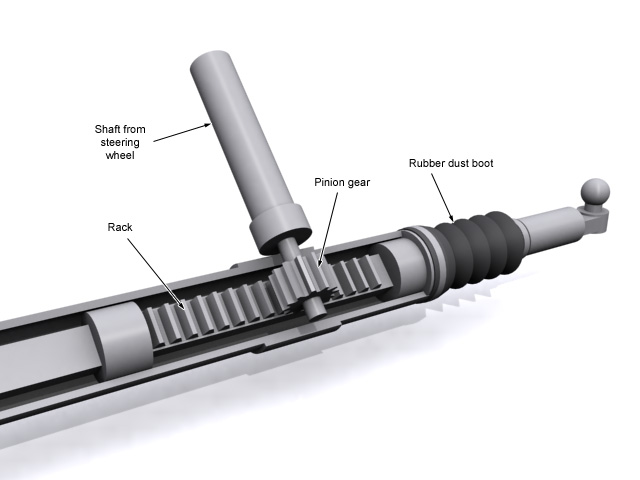 Shaft from
steering
wheel
Pinion gear
Rubber dust boot
Rack